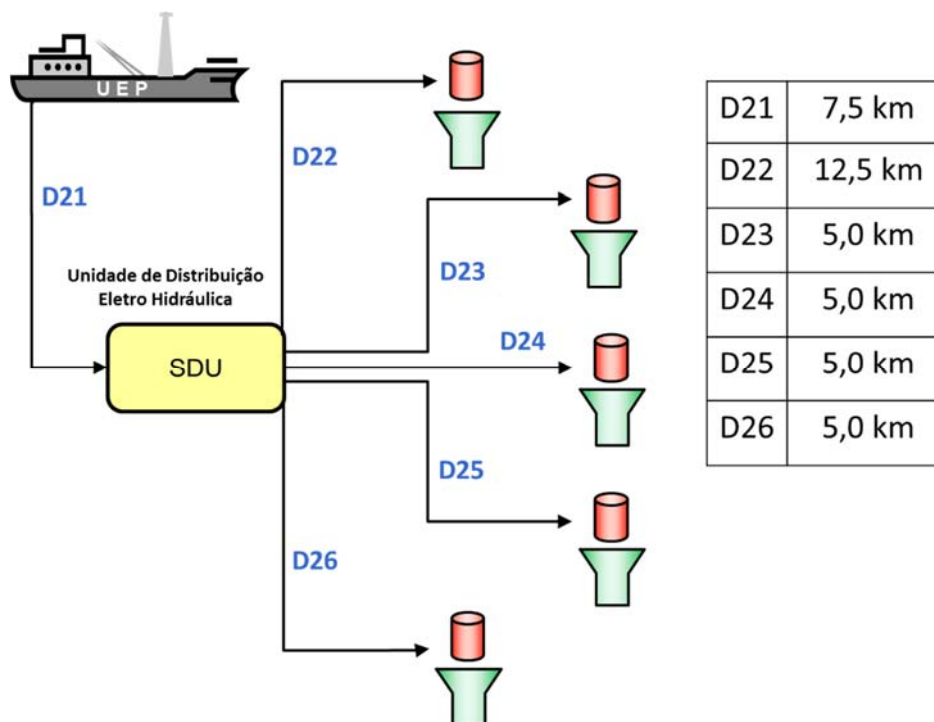 UEP
D22
D21
Unidade de Distribuição
Eletro Hidráulica
SDU
D23
D24
D25
D26
D21 7,5 km
D22 12,5 km
D23 5,0 km
D24 5,0 km
D25 5,0 km
D26 5,0 km